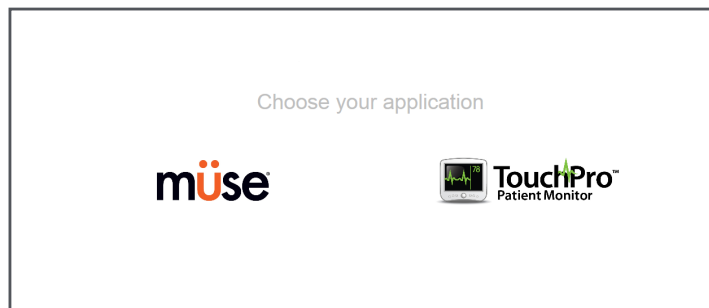 Choose your application
müse®
78
TouchPro™
Patient Monitor